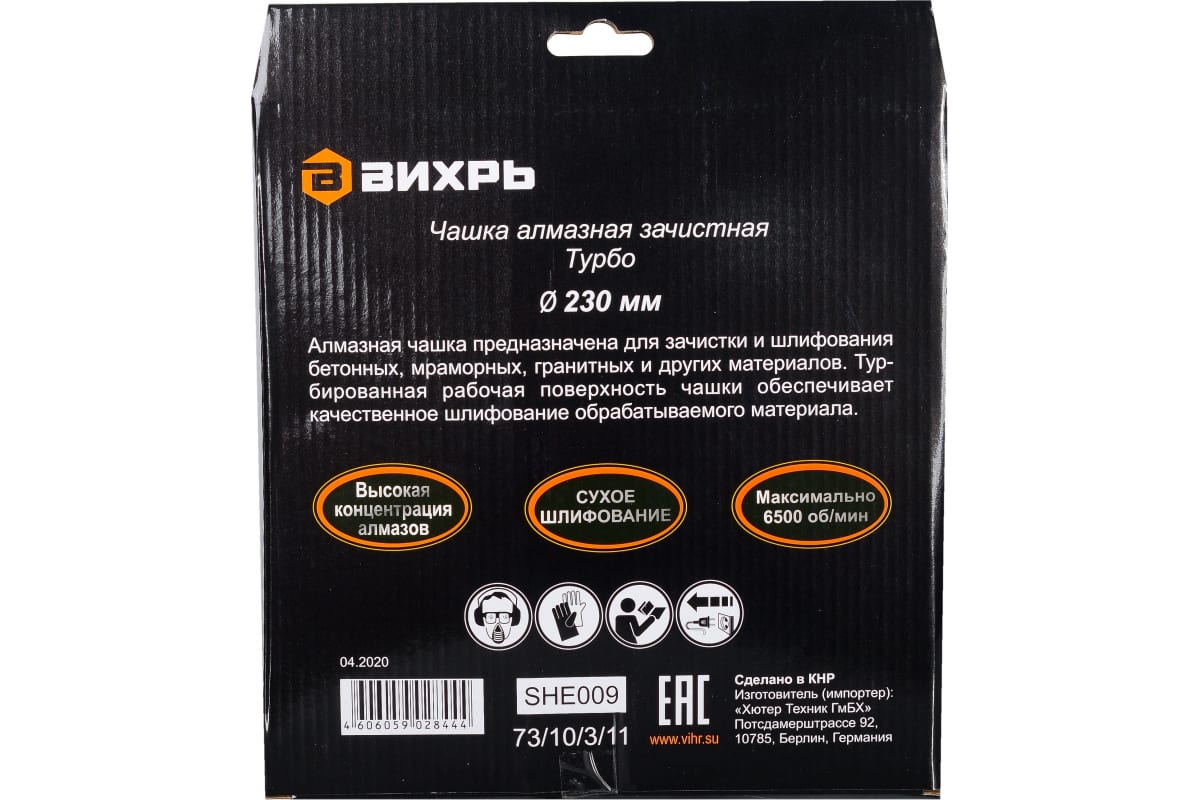 ВИХРЬ
Чашка алмазная зачистная
Турбо
Ø 230 мм
Алмазная чашка предназначена для зачистки и шлифования
бетонных, мраморных, гранитных и других материалов. Тур-
бированная рабочая поверхность чашки обеспечивает
качественное шлифование обрабатываемого материала.
Высокая
концентрация
алмазов
СУХОЕ
ШЛИФОВАНИЕ
Максимально
6500 об/мин
04.2020
4 606059 028444
SHE009
73/10/3/11
EAC
www.vihr.su
Сделано в КНР
Изготовитель (импортер):
«Хютер Техник ГмБХ»
Потсдамерштрассе 92,
10785, Берлин, Германия